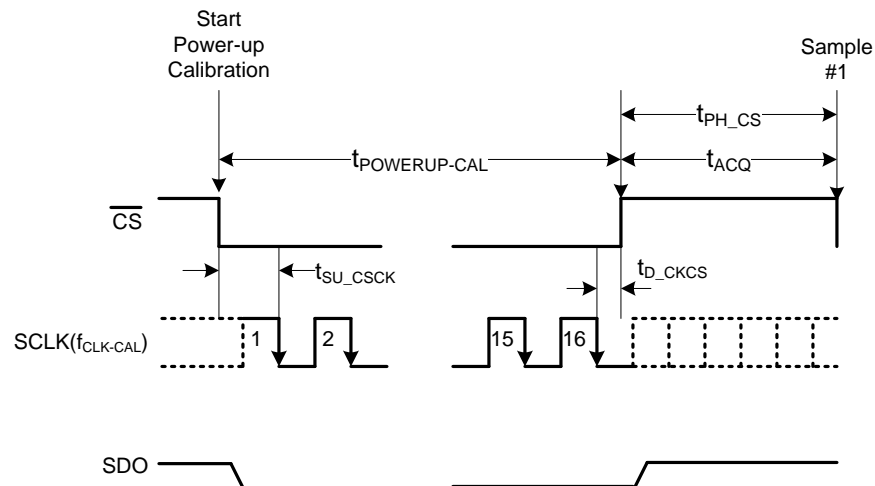 Start
Power-up
Calibration
Sample
#1
tPH_CS
tPOWERUP-CAL
tACQ
CS
tSU_CSCK
tD_CKCS
SCLK(fCLK-CAL)
1
2
15
16
SDO